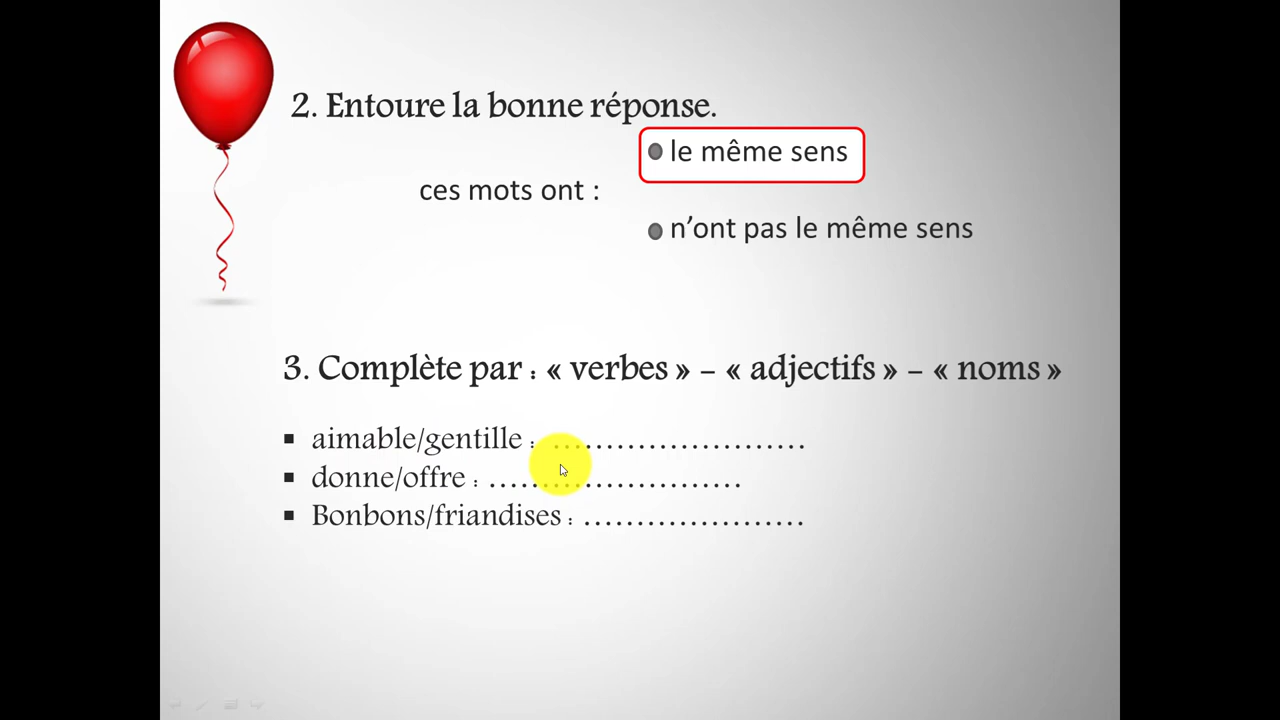 2. Entoure la bonne réponse.
● le même sens
ces mots ont :
● n’ont pas le même sens
3. Complète par : « verbes » – « adjectifs » – « noms »
▪ aimable/gentille : ........................
▪ donne/offre : ........................
▪ Bonbons/friandises : .....................